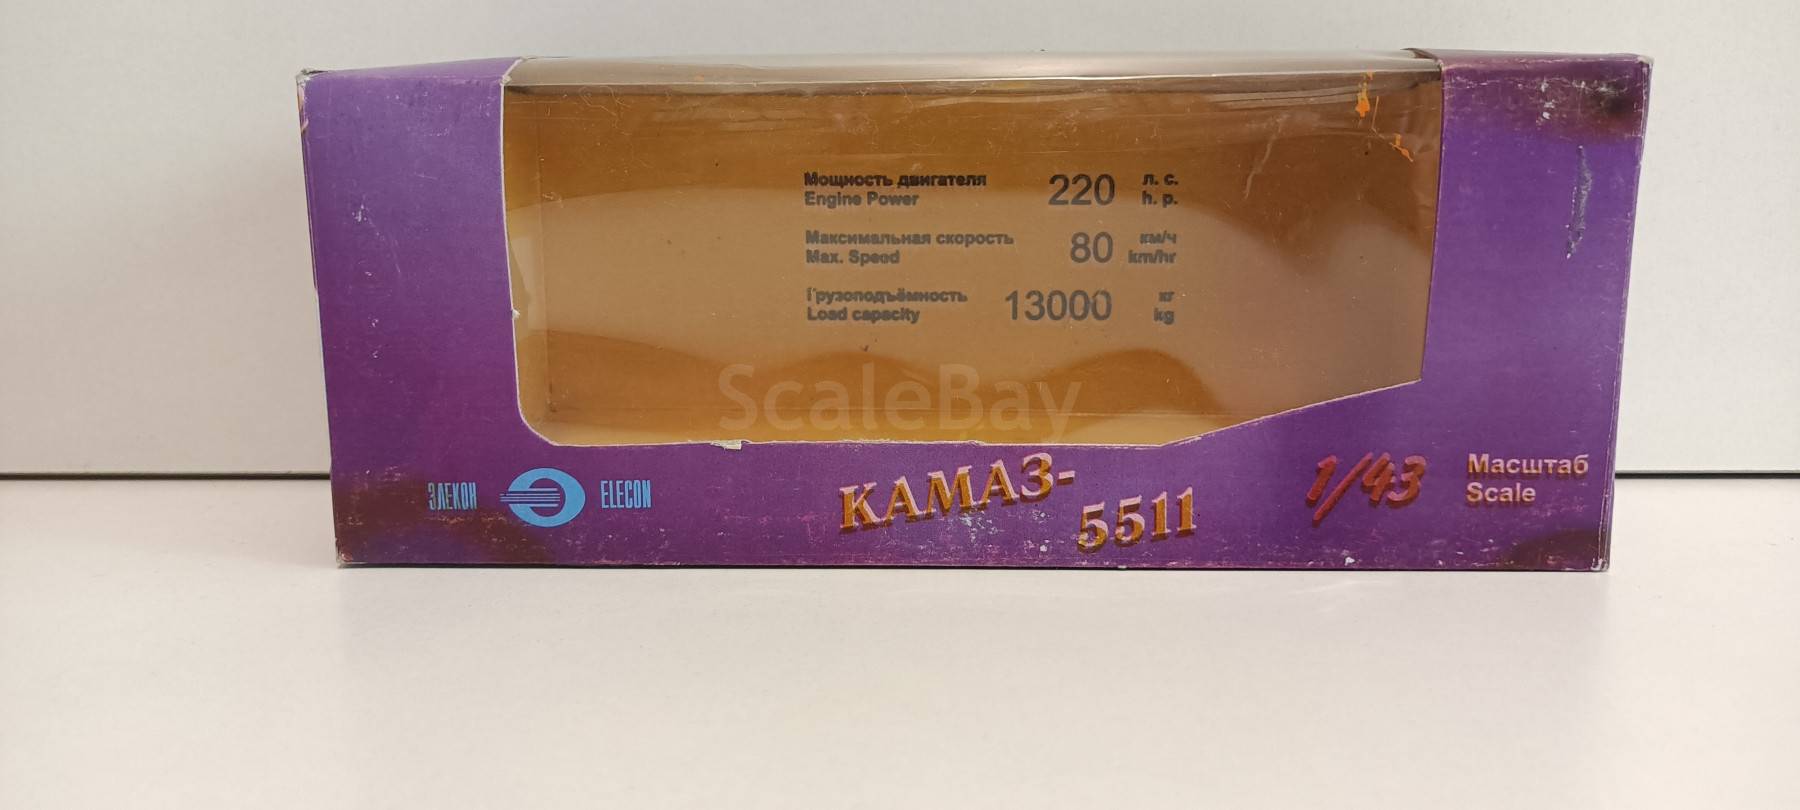 Мощность двигателя 220 л. с.
Engine Power h. p.
Максимальная скорость 80 км/ч
Max. Speed km/hr
Грузоподъёмность 13000 кг
Load capacity kg
ScaleBay
ЭЛЕКОН ELECON
КАМАЗ-
5511
1/43 Масштаб
Scale